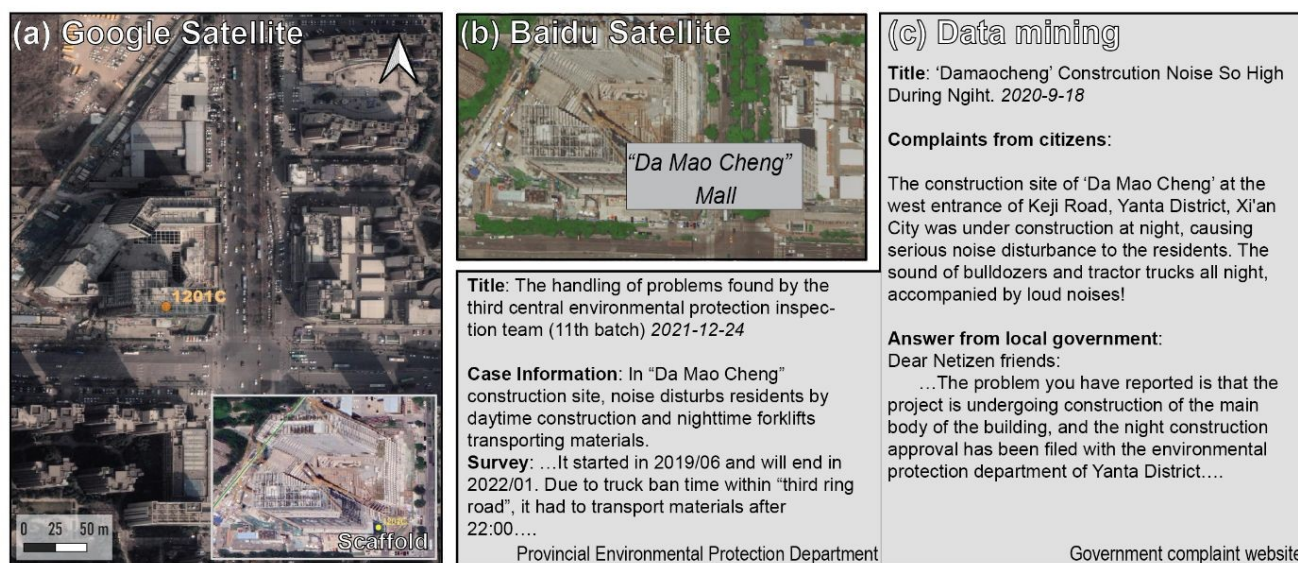 (a) Google Satellite
1201C
0 25 50 m
Scaffold
(b) Baidu Satellite
"Da Mao Cheng"
Mall
Title: The handling of problems found by the
third central environmental protection inspec-
tion team (11th batch) 2021-12-24
Case Information: In "Da Mao Cheng"
construction site, noise disturbs residents by
daytime construction and nighttime forklifts
transporting materials.
Survey: …It started in 2019/06 and will end in
2022/01. Due to truck ban time within "third ring
road", it had to transport materials after
22:00….
Provincial Environmental Protection Department
(c) Data mining
Title: 'Damaocheng' Constrcution Noise So High
During Ngiht. 2020-9-18
Complaints from citizens:
The construction site of 'Da Mao Cheng' at the
west entrance of Keji Road, Yanta District, Xi'an
City was under construction at night, causing
serious noise disturbance to the residents. The
sound of bulldozers and tractor trucks all night,
accompanied by loud noises!
Answer from local government:
Dear Netizen friends:
…The problem you have reported is that the
project is undergoing construction of the main
body of the building, and the night construction
approval has been filed with the environmental
protection department of Yanta District….
Government complaint website